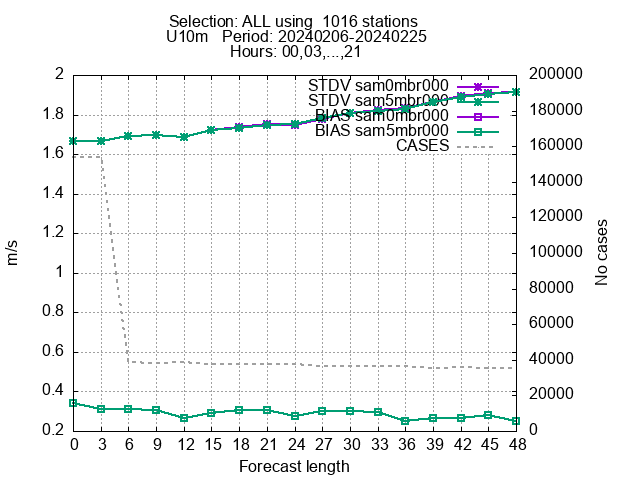 Selection: ALL using  1016 stations
U10m   Period: 20240206-20240225
Hours: 00,03,...,21
STDV sam0mbr000
STDV sam5mbr000
BIAS sam0mbr000
BIAS sam5mbr000
CASES
2
1.8
1.6
1.4
1.2
1
0.8
0.6
0.4
0.2
m/s
200000
180000
160000
140000
120000
100000
80000
60000
40000
20000
0
No cases
0 3 6 9 12 15 18 21 24 27 30 33 36 39 42 45 48
Forecast length